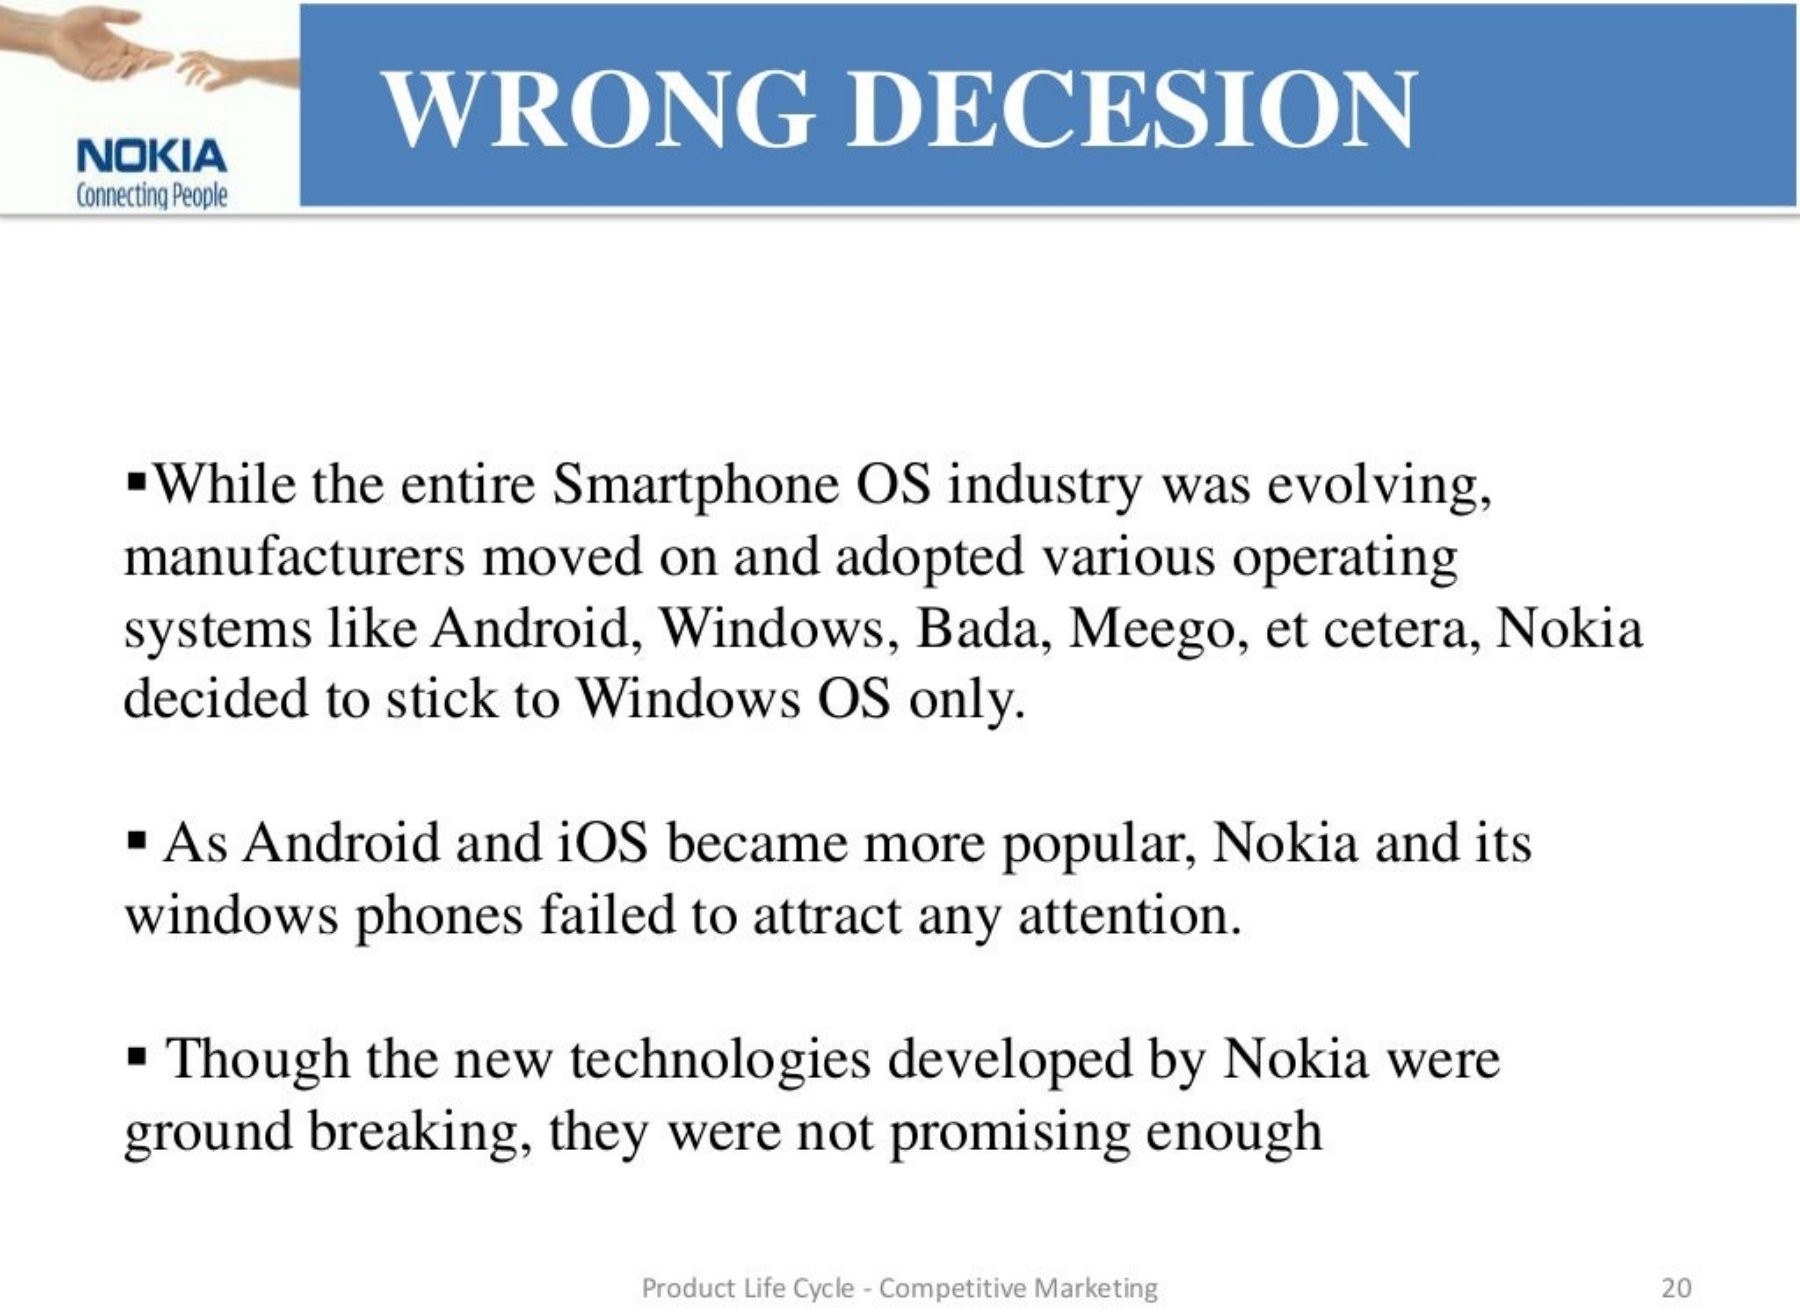 WRONG DECESION
NOKIA
Connecting People
▪While the entire Smartphone OS industry was evolving,
manufacturers moved on and adopted various operating
systems like Android, Windows, Bada, Meego, et cetera, Nokia
decided to stick to Windows OS only.
▪ As Android and iOS became more popular, Nokia and its
windows phones failed to attract any attention.
▪ Though the new technologies developed by Nokia were
ground breaking, they were not promising enough
Product Life Cycle - Competitive Marketing
20